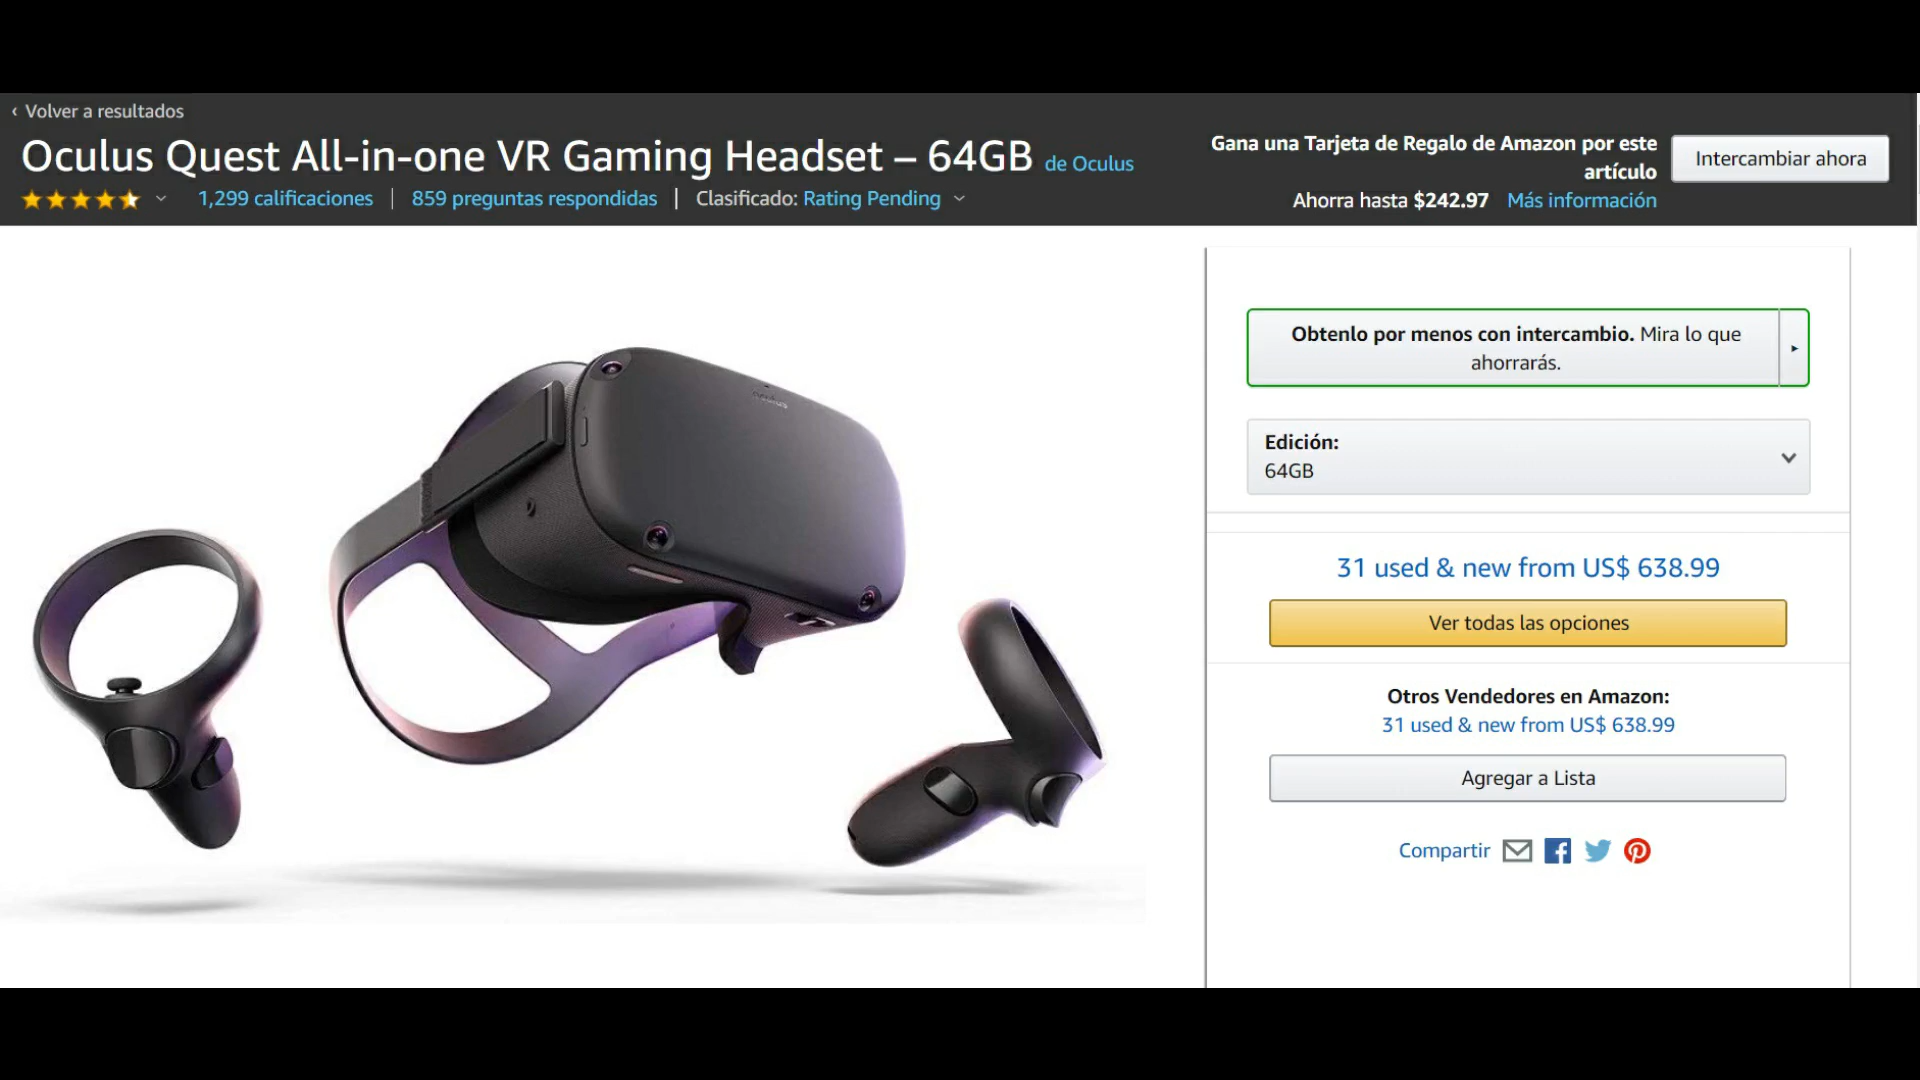 ‹ Volver a resultados
Oculus Quest All-in-one VR Gaming Headset – 64GB de Oculus
1,299 calificaciones | 859 preguntas respondidas | Clasificado: Rating Pending
Gana una Tarjeta de Regalo de Amazon por este
artículo
Ahorra hasta $242.97 Más información
Intercambiar ahora
oculus
Obtenlo por menos con intercambio. Mira lo que
ahorrarás.
Edición:
64GB
31 used & new from US$ 638.99
Ver todas las opciones
Otros Vendedores en Amazon:
31 used & new from US$ 638.99
Agregar a Lista
Compartir